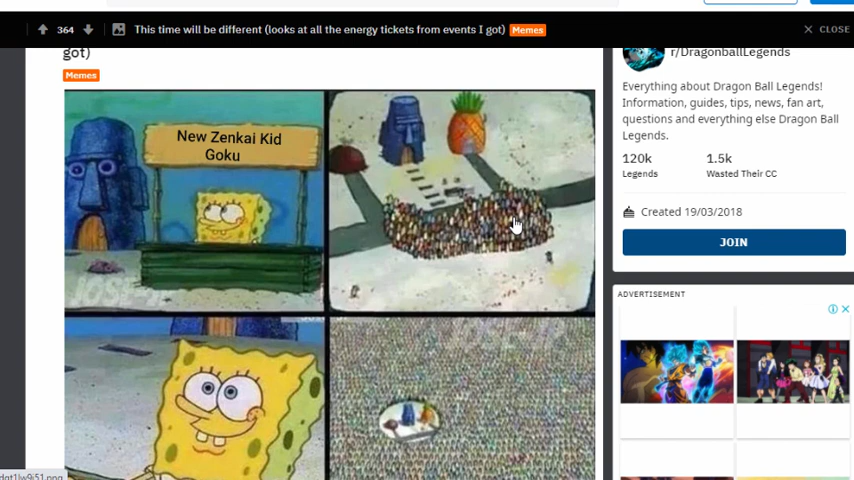 364
This time will be different (looks at all the energy tickets from events I got)
Memes
CLOSE
got)
Memes
New Zenkai Kid
Goku
JOSE-JR
r/DragonballLegends
Everything about Dragon Ball Legends!
Information, guides, tips, news, fan art,
questions and everything else Dragon Ball
Legends.
120k
1.5k
Legends
Wasted Their CC
Created 19/03/2018
JOIN
ADVERTISEMENT